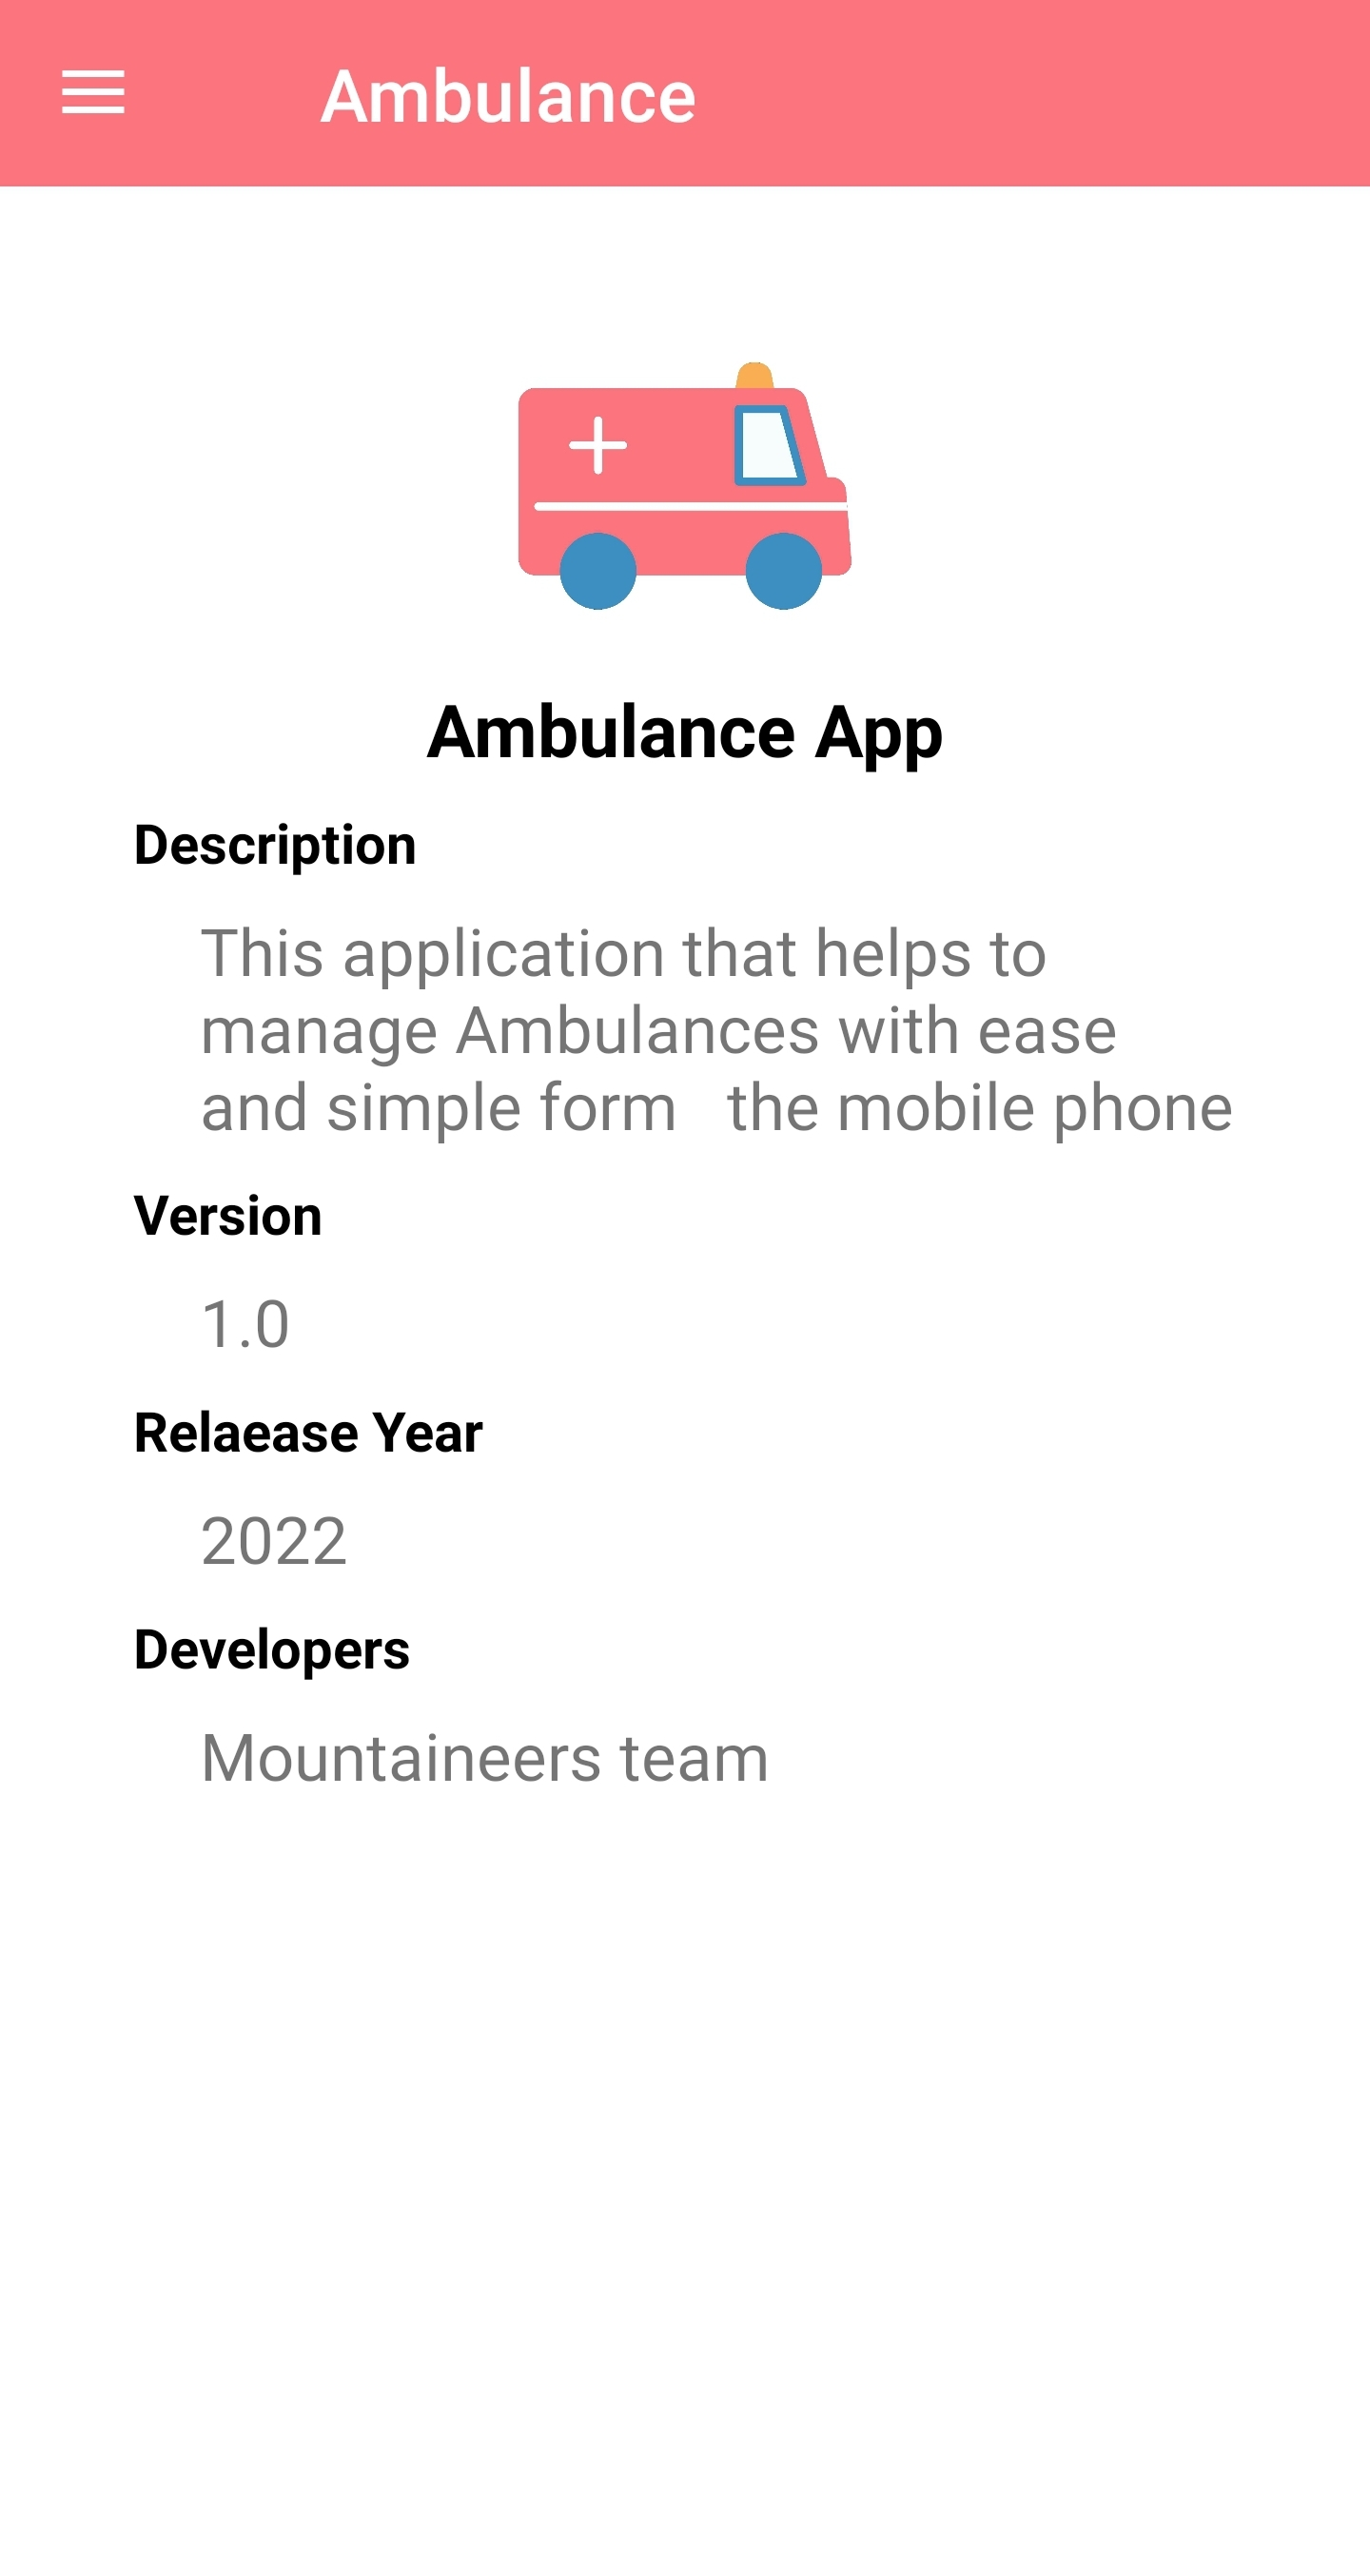 Ambulance
Ambulance App
Description
This application that helps to
manage Ambulances with ease
and simple form   the mobile phone
Version
1.0
Relaease Year
2022
Developers
Mountaineers team